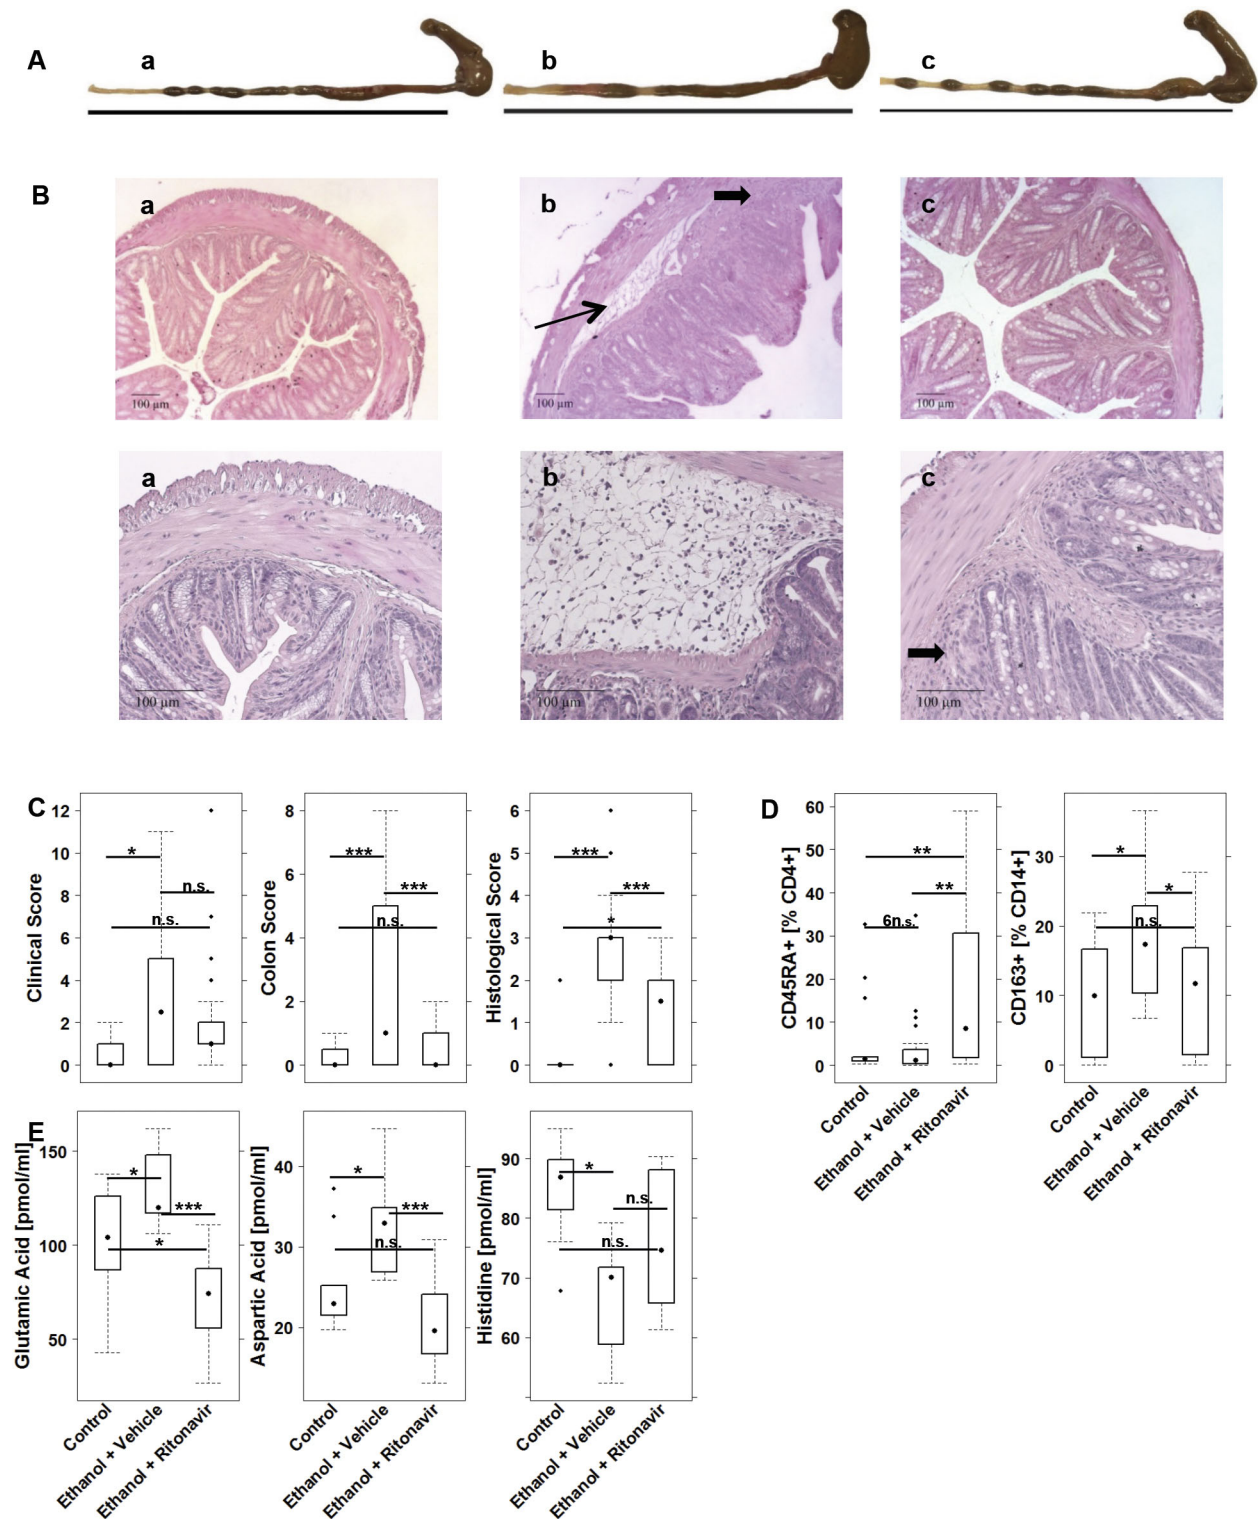 A
a
b
c
B
a
b
c
100 µm
100 µm
100 µm
a
b
c
100 µm
100 µm
100 µm
C
Clinical Score
12
10
8
6
4
2
0
*
n.s.
n.s.
Colon Score
8
6
4
2
0
***
***
n.s.
Histological Score
6
5
4
3
2
1
0
***
***
*
D
CD45RA+ [% CD4+]
60
50
40
30
20
10
0
**
**
6n.s.
Control
Ethanol + Vehicle
Ethanol + Ritonavir
CD163+ [% CD14+]
30
20
10
0
*
*
n.s.
Control
Ethanol + Vehicle
Ethanol + Ritonavir
E
Glutamic Acid [pmol/ml]
150
100
50
*
***
*
Control
Ethanol + Vehicle
Ethanol + Ritonavir
Aspartic Acid [pmol/ml]
40
30
20
*
***
n.s.
Control
Ethanol + Vehicle
Ethanol + Ritonavir
Histidine [pmol/ml]
90
80
70
60
*
n.s.
n.s.
Control
Ethanol + Vehicle
Ethanol + Ritonavir